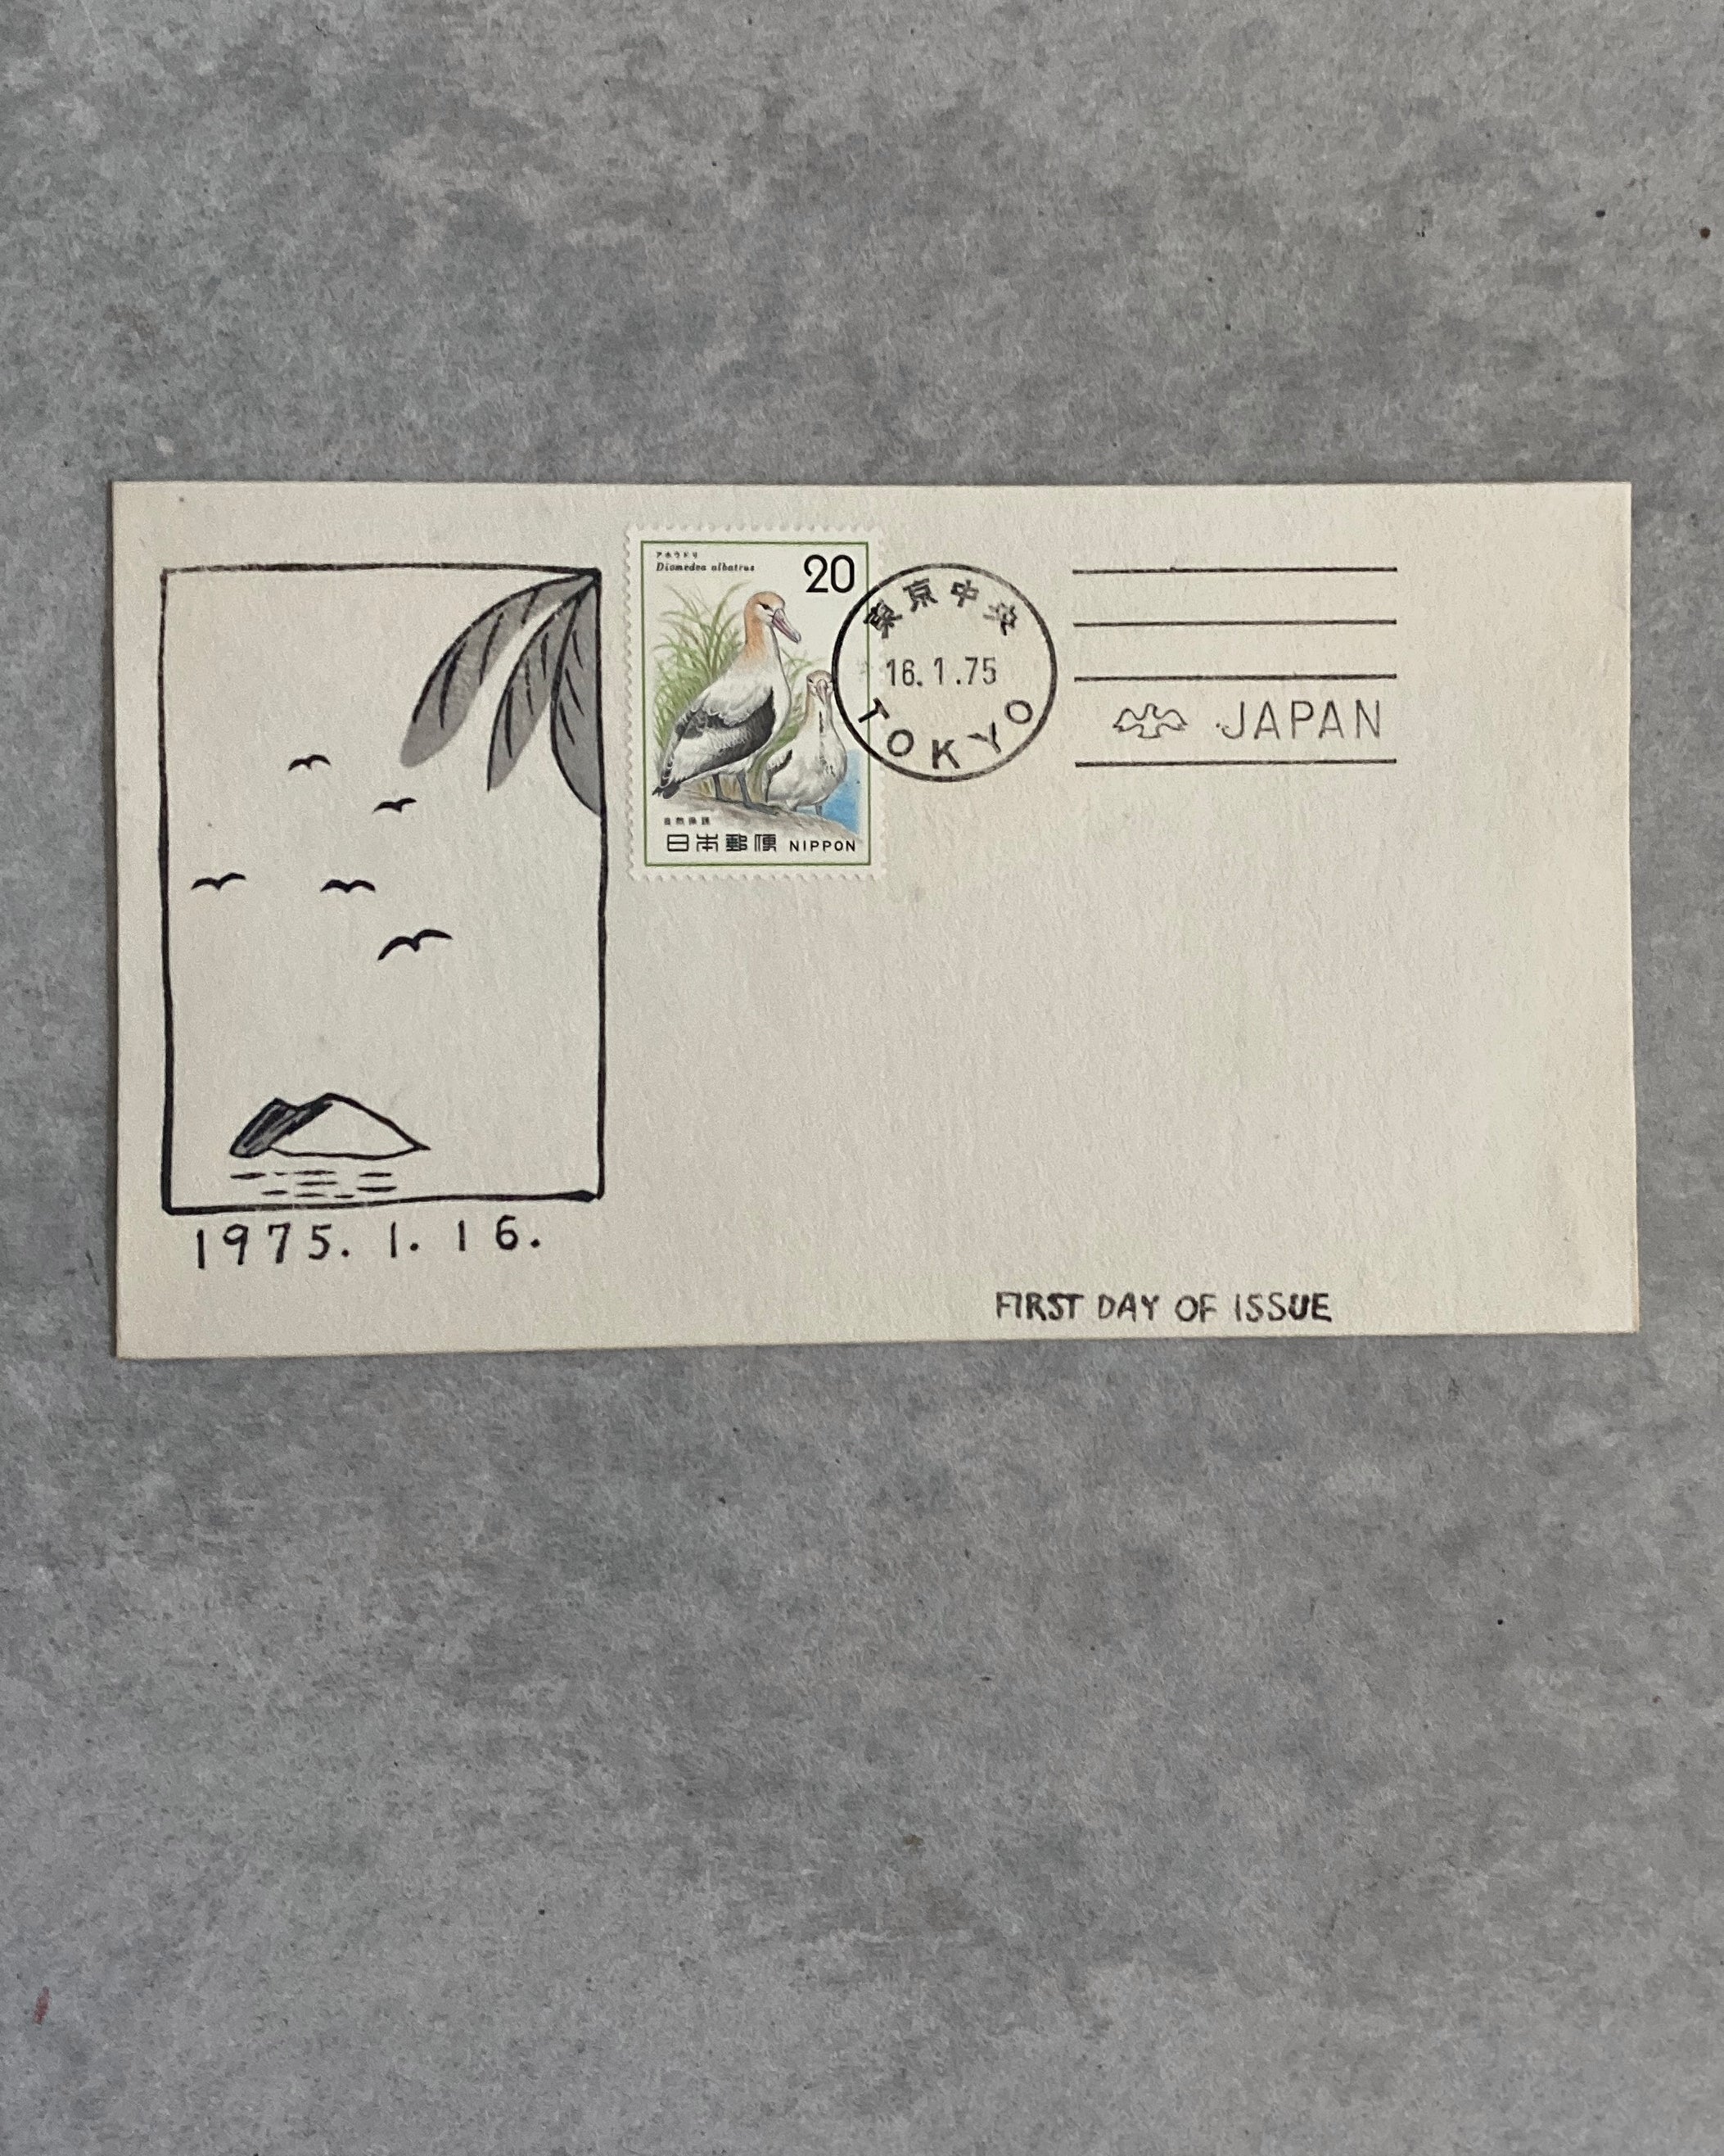 アホウドリ
Diomedea albatrus
20
自然保護
日本郵便 NIPPON
東京中央
16.1.75
TOKYO
JAPAN
1975.1.16.
FIRST DAY OF ISSUE